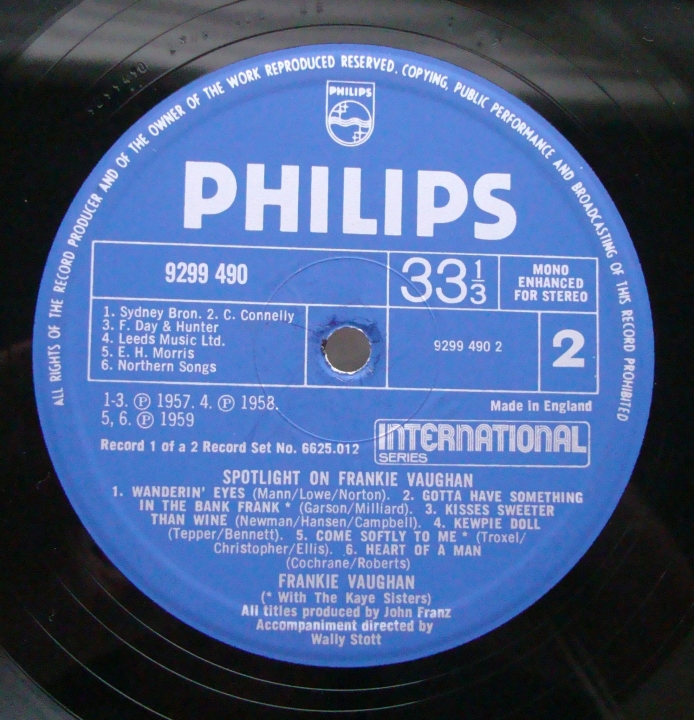 ALL RIGHTS OF THE RECORD PRODUCER AND OF THE OWNER OF THE WORK REPRODUCED RESERVED. COPYING, PUBLIC PERFORMANCE AND BROADCASTING OF THIS RECORD PROHIBITED
PHILIPS
PHILIPS
9299 490
33⅓
MONO
ENHANCED
FOR STEREO
1. Sydney Bron. 2. C. Connelly
3. F. Day & Hunter
4. Leeds Music Ltd.
5. E. H. Morris
6. Northern Songs
9299 490 2
2
1-3. ℗ 1957. 4. ℗ 1958.
5, 6. ℗ 1959
Made in England
Record 1 of a 2 Record Set No. 6625.012
INTERNATIONAL
SERIES
SPOTLIGHT ON FRANKIE VAUGHAN
1. WANDERIN' EYES (Mann/Lowe/Norton). 2. GOTTA HAVE SOMETHING
IN THE BANK FRANK * (Garson/Milliard). 3. KISSES SWEETER
THAN WINE (Newman/Hansen/Campbell). 4. KEWPIE DOLL
(Tepper/Bennett). 5. COME SOFTLY TO ME * (Troxel/
Christopher/Ellis). 6. HEART OF A MAN
(Cochrane/Roberts)
FRANKIE VAUGHAN
(* With The Kaye Sisters)
All titles produced by John Franz
Accompaniment directed by
Wally Stott